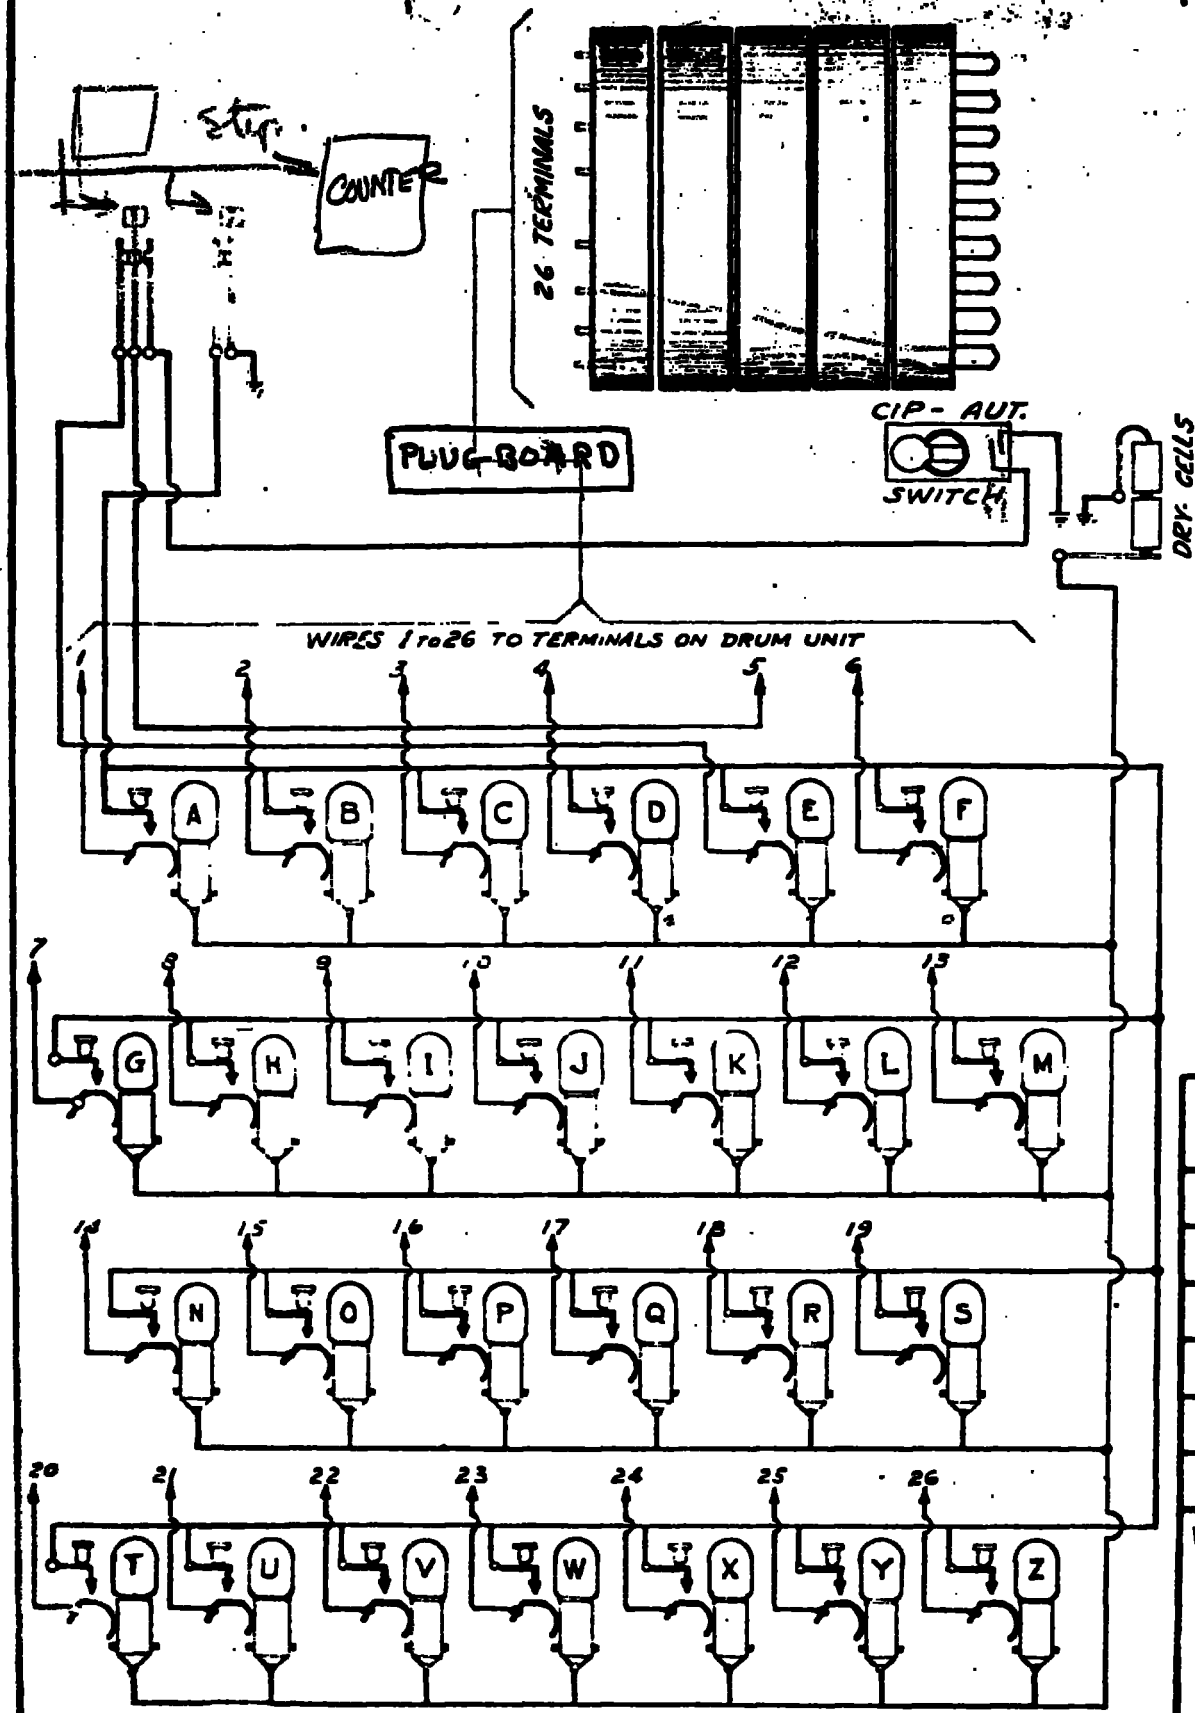 Step
COUNTER
26 TERMINALS
PLUG-BOARD
CIP - AUT.
SWITCH
DRY. CELLS
WIRES 1 TO 26 TO TERMINALS ON DRUM UNIT
1 2 3 4 5 6
A B C D E F
7 8 9 10 11 12 13
G H I J K L M
14 15 16 17 18 19
N O P Q R S
20 21 22 23 24 25 26
T U V W X Y Z